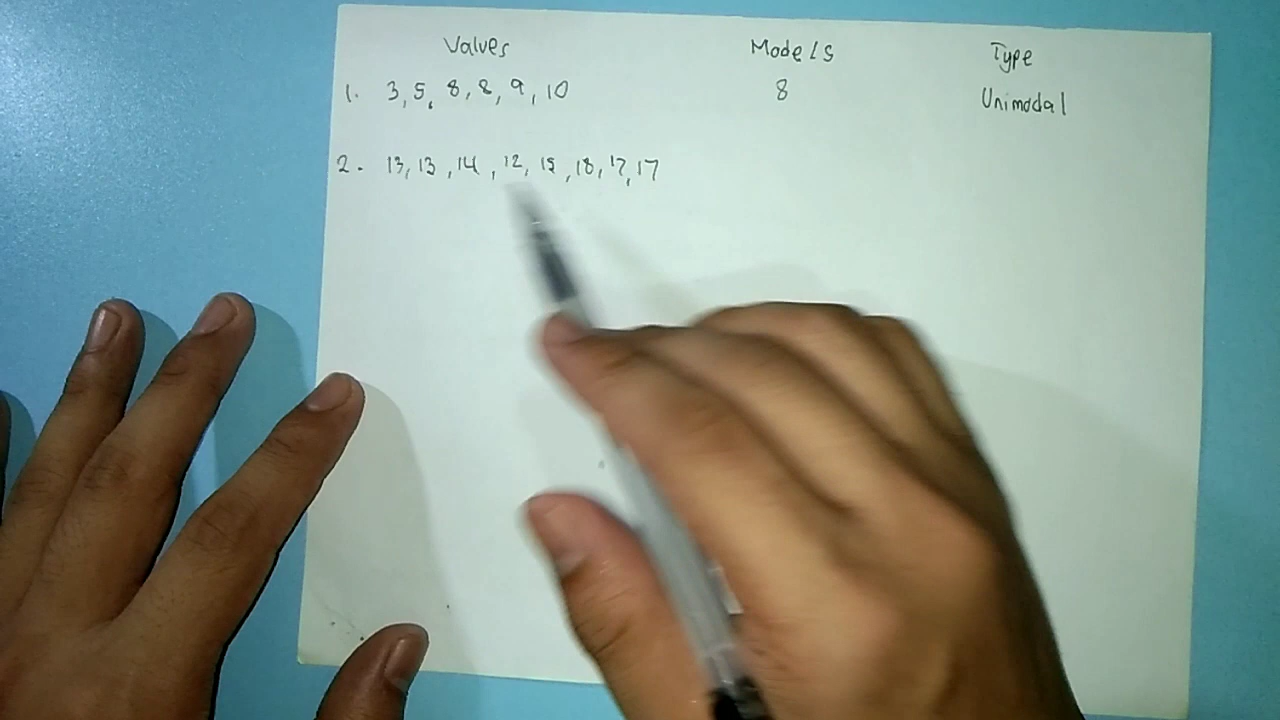 Values Mode/s Type
1. 3, 5, 8, 8, 9, 10 8 Unimodal
2. 13, 13, 14, 12, 15, 18, 17, 17